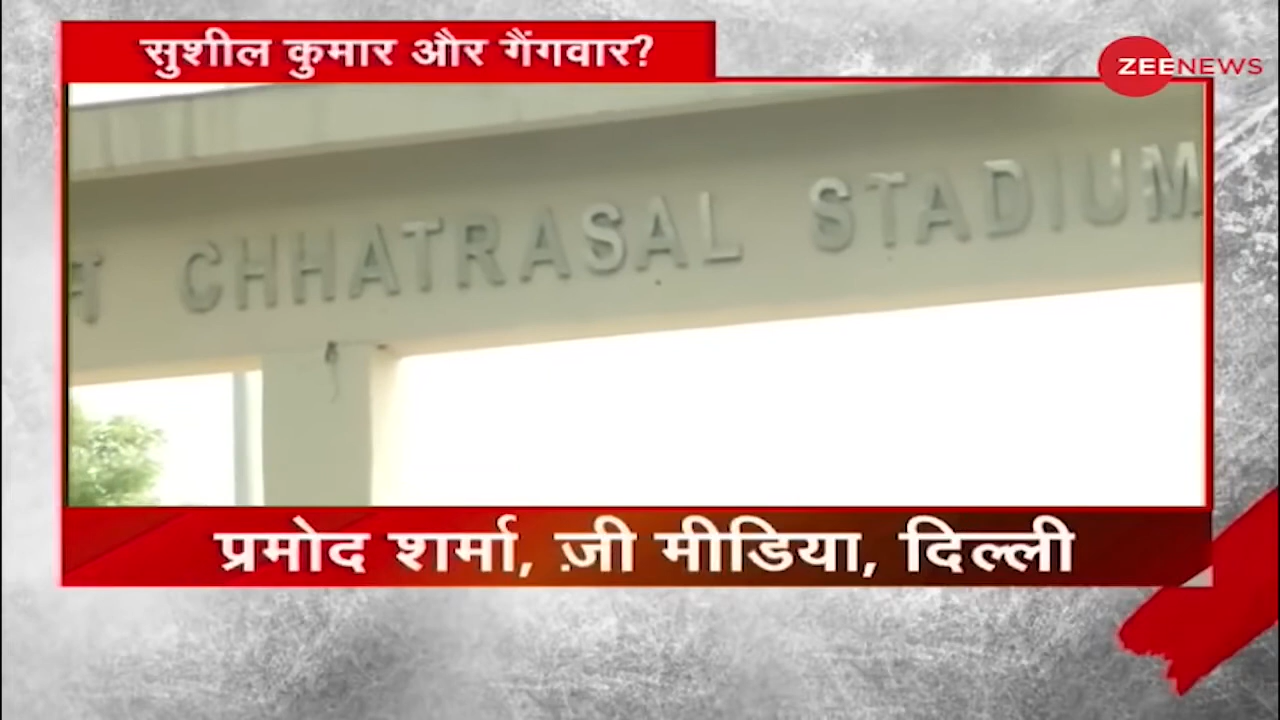 सुशील कुमार और गैंगवार?
ZEENEWS
CHHATRASAL STADIUM
प्रमोद शर्मा, ज़ी मीडिया, दिल्ली